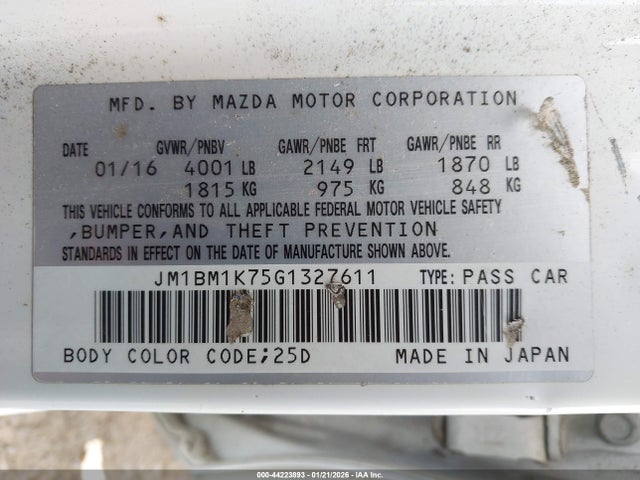 MFD. BY MAZDA MOTOR CORPORATION
DATE GVWR/PNBV GAWR/PNBE FRT GAWR/PNBE RR
01/16 4001 LB 2149 LB 1870 LB
1815 KG 975 KG 848 KG
THIS VEHICLE CONFORMS TO ALL APPLICABLE FEDERAL MOTOR VEHICLE SAFETY
,BUMPER,AND THEFT PREVENTION
STANDARDS IN EFFECT ON THE DATE OF MANUFACTURE SHOWN ABOVE.
JM1BM1K75G1327611 TYPE: PASS CAR
BODY COLOR CODE;25D MADE IN JAPAN
000-44223893 - 01/21/2026 - IAA Inc.